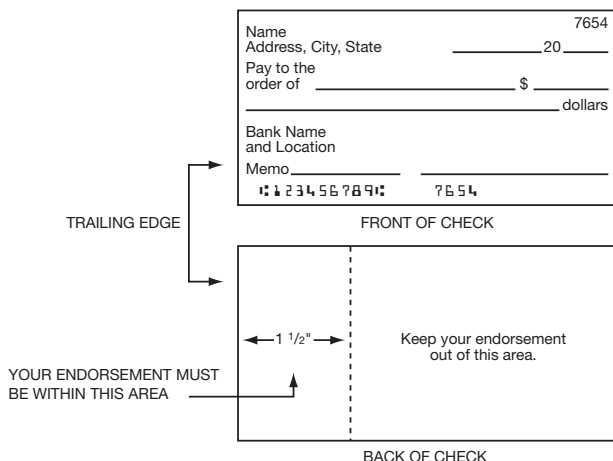 7654
Name
Address, City, State 20
Pay to the
order of $
dollars
Bank Name
and Location
Memo
⑆123456789⑆ 7654
TRAILING EDGE
FRONT OF CHECK
1 1/2"
Keep your endorsement
out of this area.
YOUR ENDORSEMENT MUST
BE WITHIN THIS AREA
BACK OF CHECK